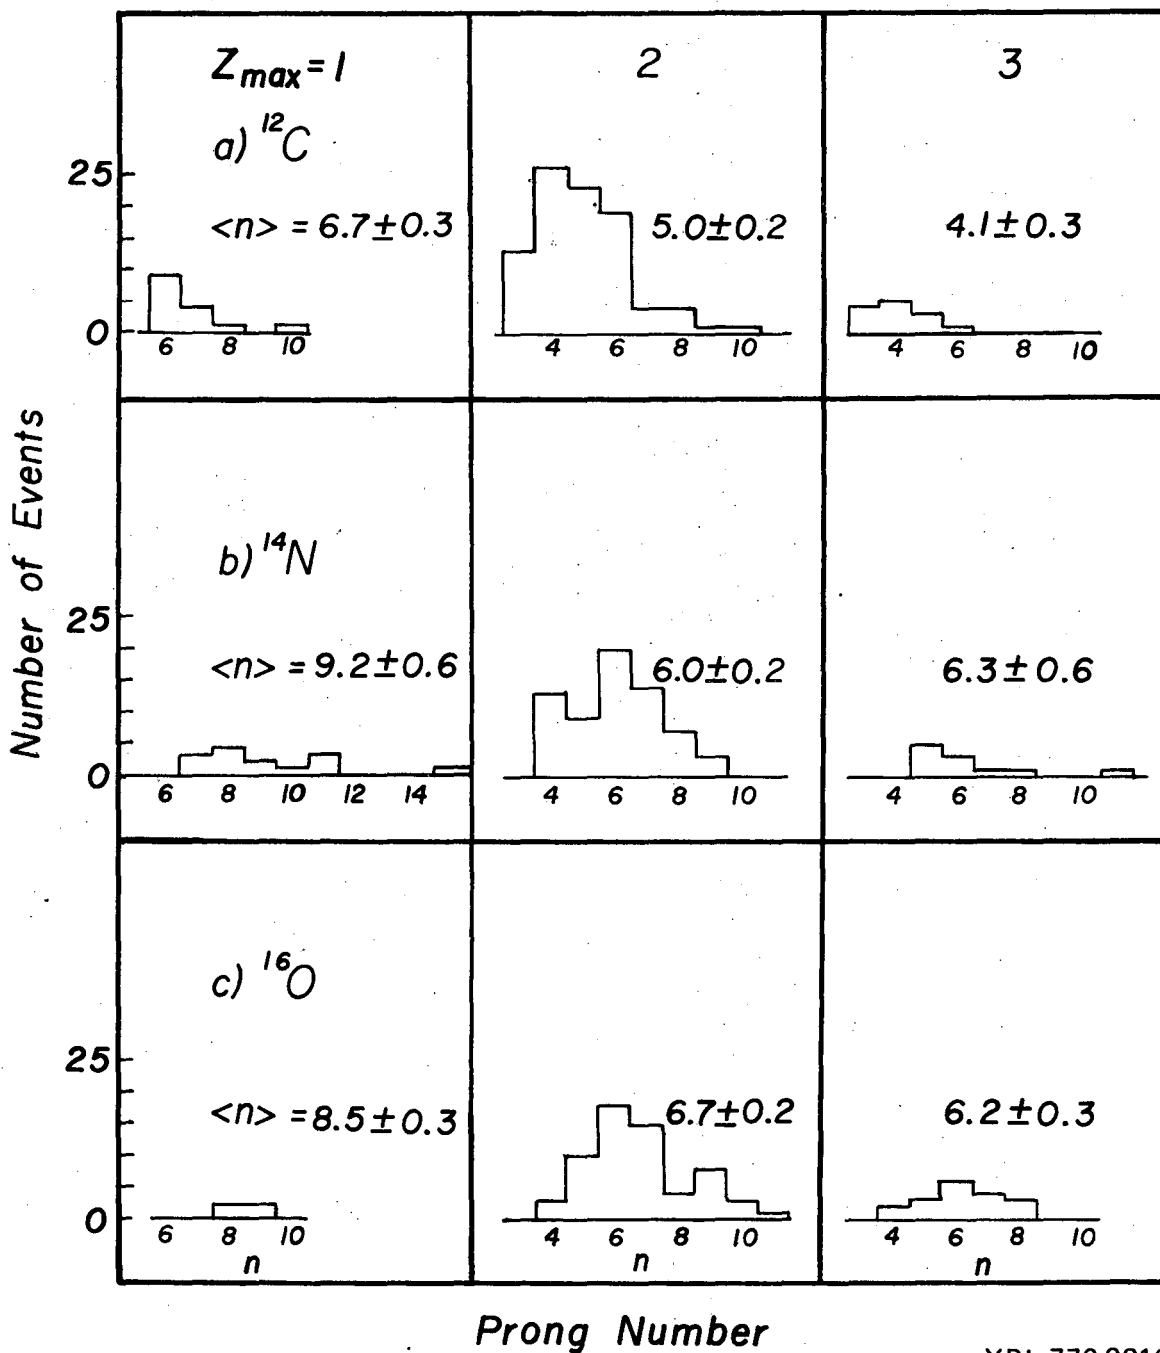 Z max = 1
2
3
a) 12C
25
<n> = 6.7±0.3
5.0±0.2
4.1±0.3
0
6 8 10
4 6 8 10
4 6 8 10
Number of Events
b) 14N
25
<n> = 9.2±0.6
6.0±0.2
6.3±0.6
0
6 8 10 12 14
4 6 8 10
4 6 8 10
c) 16O
25
<n> = 8.5±0.3
6.7±0.2
6.2±0.3
0
6 8 10
4 6 8 10
4 6 8 10
n
n
n
Prong Number